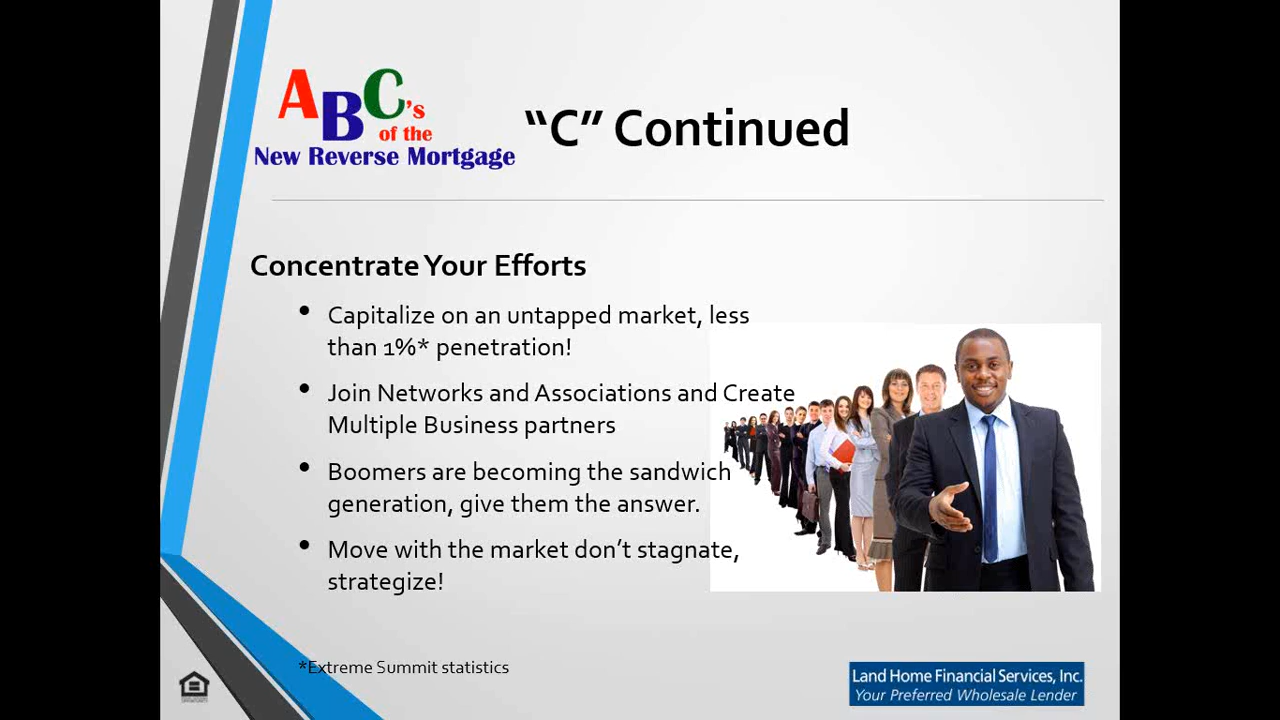 ABC's
of the
New Reverse Mortgage
“C” Continued
Concentrate Your Efforts
• Capitalize on an untapped market, less
than 1%* penetration!
• Join Networks and Associations and Create
Multiple Business partners
• Boomers are becoming the sandwich
generation, give them the answer.
• Move with the market don’t stagnate,
strategize!
*Extreme Summit statistics
Land Home Financial Services, Inc.
Your Preferred Wholesale Lender